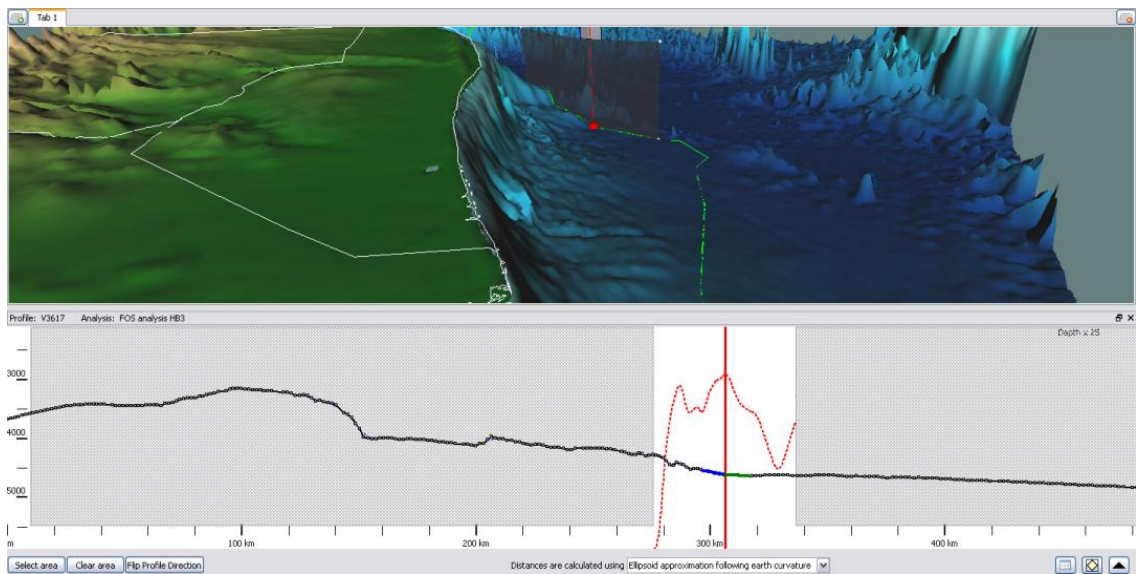 Tab 1
Profile: V3617 Analysis: FOS analysis HB3
Depth x 25
3000
4000
5000
m 100 km 200 km 300 km 400 km
Select area Clear area Flip Profile Direction Distances are calculated using Ellipsoid approximation following earth curvature